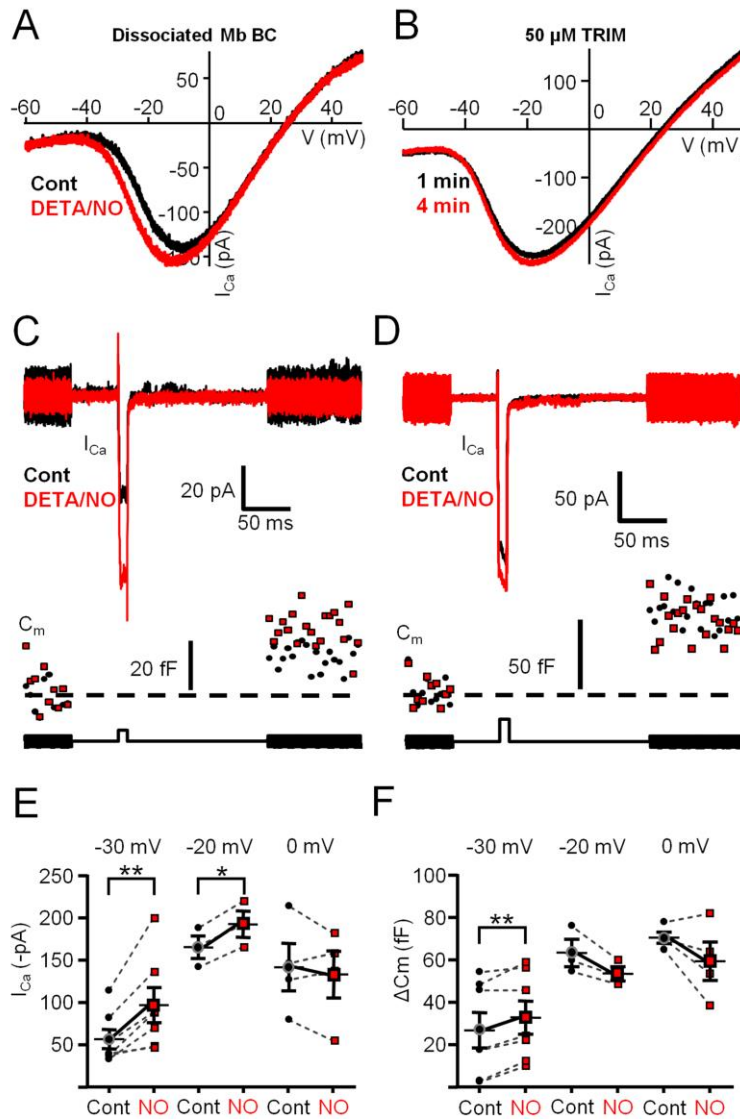 A
Dissociated Mb BC
50
-60
-40
-20
0
20
40
V (mV)
-50
-100
Cont
DETA/NO
I_Ca (pA)
B
50 µM TRIM
100
-60
-40
-20
0
20
40
V (mV)
-100
-200
1 min
4 min
I_Ca (pA)
C
I_Ca
Cont
DETA/NO
20 pA
50 ms
C_m
20 fF
D
I_Ca
Cont
DETA/NO
50 pA
50 ms
C_m
50 fF
E
-30 mV -20 mV 0 mV
** *
250
200
150
100
50
I_Ca (-pA)
Cont NO Cont NO Cont NO
F
-30 mV -20 mV 0 mV
**
100
80
60
40
20
0
ΔCm (fF)
Cont NO Cont NO Cont NO